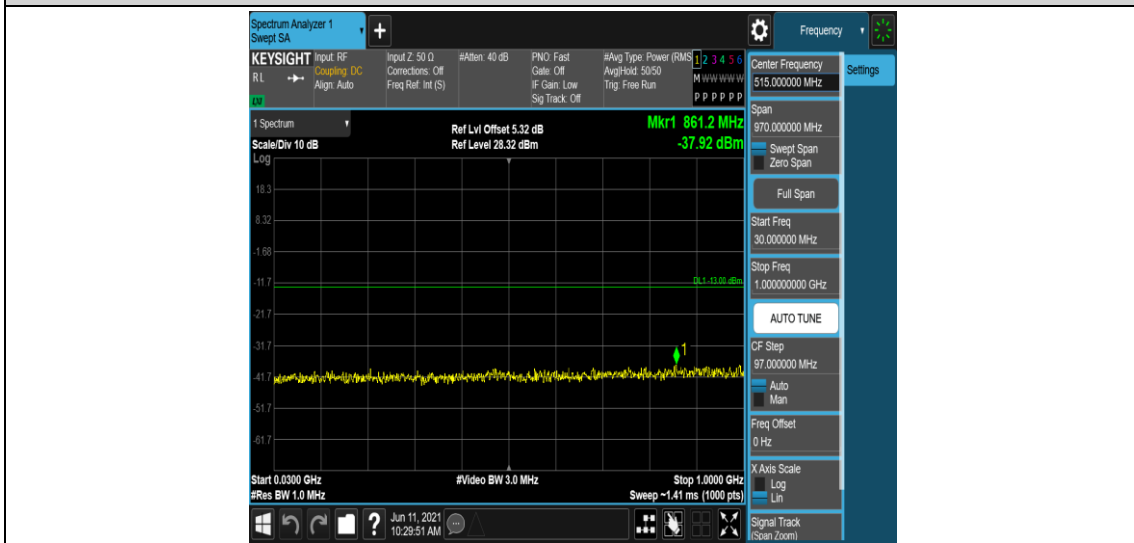 Spectrum Analyzer 1
Swept SA
+
Frequency
KEYSIGHT
RL
LXI
Input: RF
Coupling: DC
Align: Auto
Input Z: 50 Ω
Corrections: Off
Freq Ref: Int (S)
#Atten: 40 dB
PNO: Fast
Gate: Off
IF Gain: Low
Sig Track: Off
#Avg Type: Power (RMS
Avg|Hold: 50/50
Trig: Free Run
1 2 3 4 5 6
M W W W W W
P P P P P P
Center Frequency
515.000000 MHz
Settings
Span
970.000000 MHz
Swept Span
Zero Span
Full Span
Start Freq
30.000000 MHz
Stop Freq
1.000000000 GHz
AUTO TUNE
CF Step
97.000000 MHz
Auto
Man
Freq Offset
0 Hz
X Axis Scale
Log
Lin
Signal Track
(Span Zoom)
1 Spectrum
Scale/Div 10 dB
Log
Ref Lvl Offset 5.32 dB
Ref Level 28.32 dBm
Mkr1 861.2 MHz
-37.92 dBm
18.3
8.32
-1.68
-11.7
DL1 -13.00 dBm
-21.7
-31.7
1
-41.7
-51.7
-61.7
Start 0.0300 GHz
#Res BW 1.0 MHz
#Video BW 3.0 MHz
Stop 1.0000 GHz
Sweep ~1.41 ms (1000 pts)
?
Jun 11, 2021
10:29:51 AM